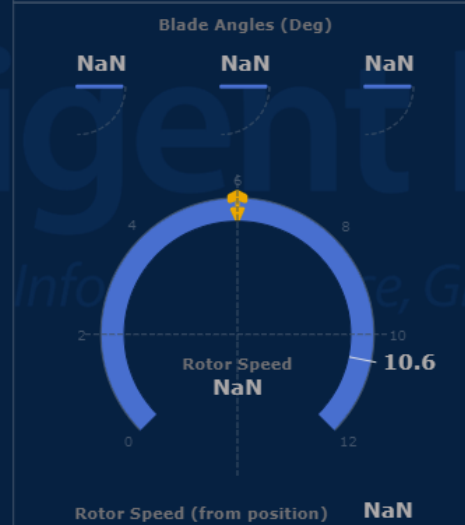 Blade Angles (Deg)
NaN NaN NaN
6
4 8
2 10
10.6
Rotor Speed
NaN
0 12
Rotor Speed (from position) NaN